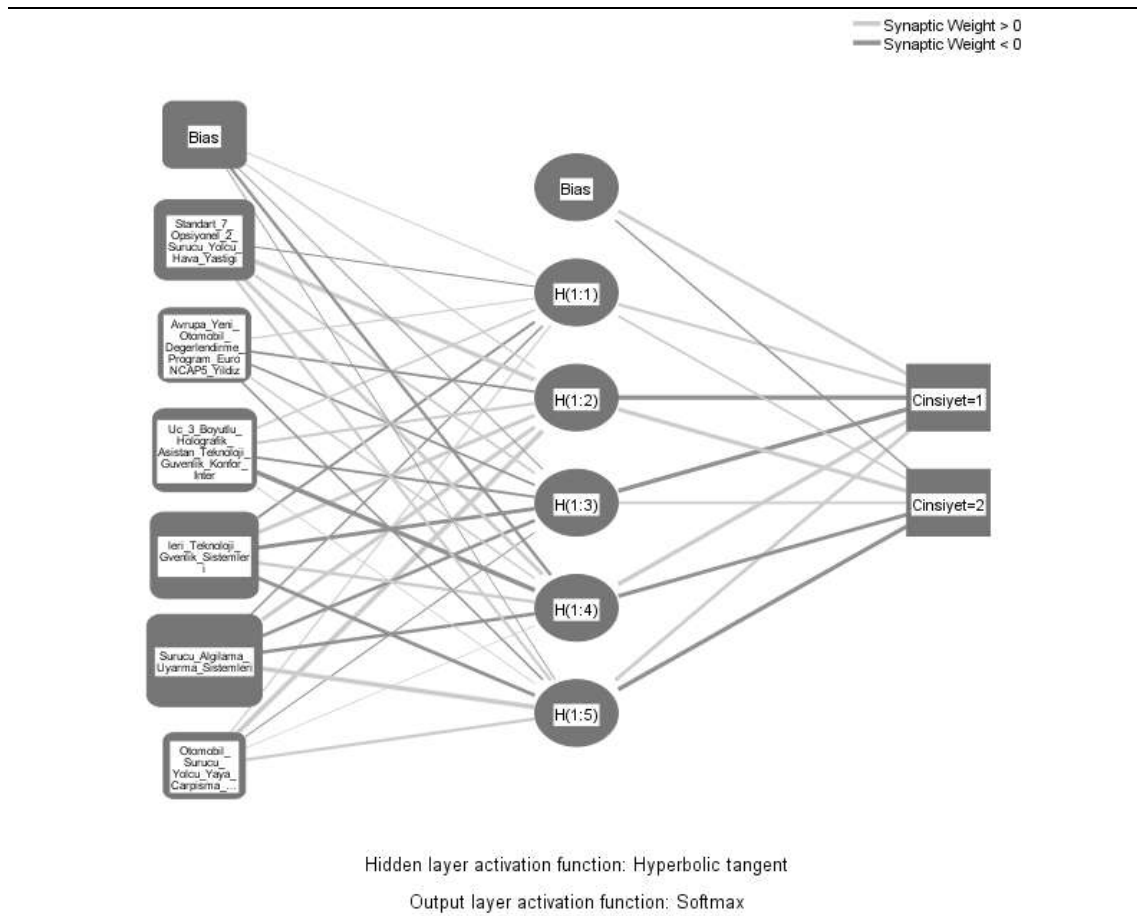 Synaptic Weight > 0
Synaptic Weight < 0
Bias
Standart_7_
Opsiyonel_2_
Surucu_Yolcu_
Hava_Yastigi
Avrupa_Yeni_
Otomobil_
Degerlendirme_
Program_Euro
NCAP5_Yildiz
Uc_3_Boyutlu_
Holografik_
Asistan_Teknoloji_
Guvenlik_Konfor_
Inter
Ieri_Teknoloji_
Gvenlik_Sistemler
i
Surucu_Algilama_
Uyarma_Sistemleri
Otomobil_
Surucu_
Yolcu_Yaya_
Carpisma_...
Bias
H(1:1)
H(1:2)
H(1:3)
H(1:4)
H(1:5)
Cinsiyet=1
Cinsiyet=2
Hidden layer activation function: Hyperbolic tangent
Output layer activation function: Softmax